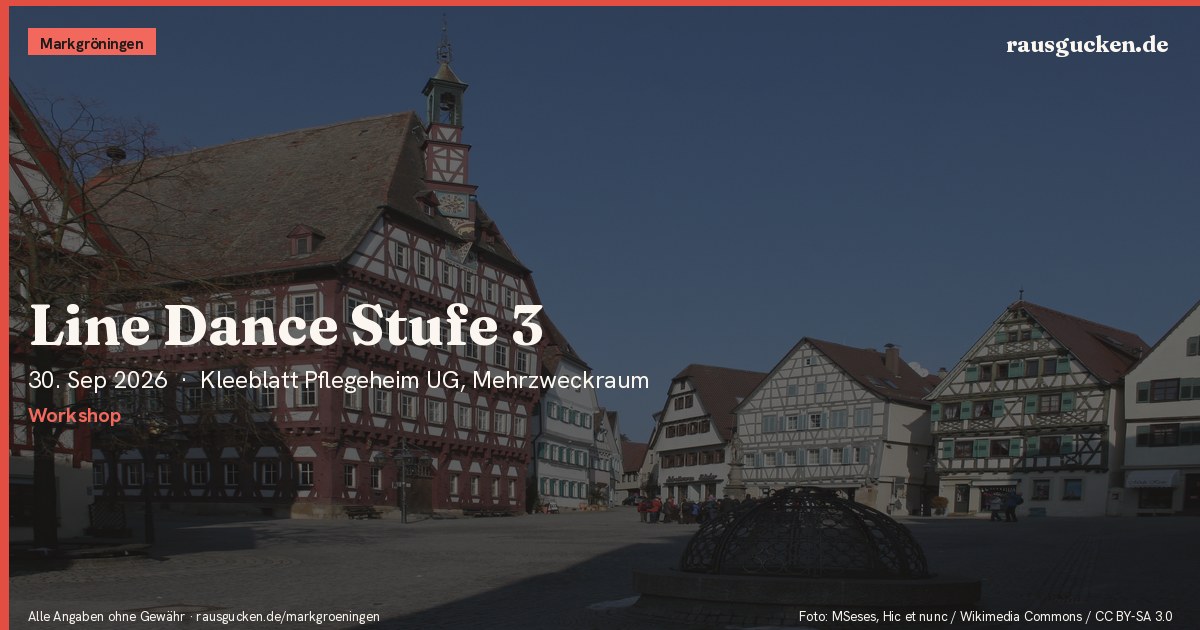 Markgröningen
rausgucken.de
Line Dance Stufe 3
30. Sep 2026 · Kleeblatt Pflegeheim UG, Mehrzweckraum
Workshop
Alle Angaben ohne Gewähr · rausgucken.de/markgroeningen
Foto: MSeses, Hic et nunc / Wikimedia Commons / CC BY-SA 3.0